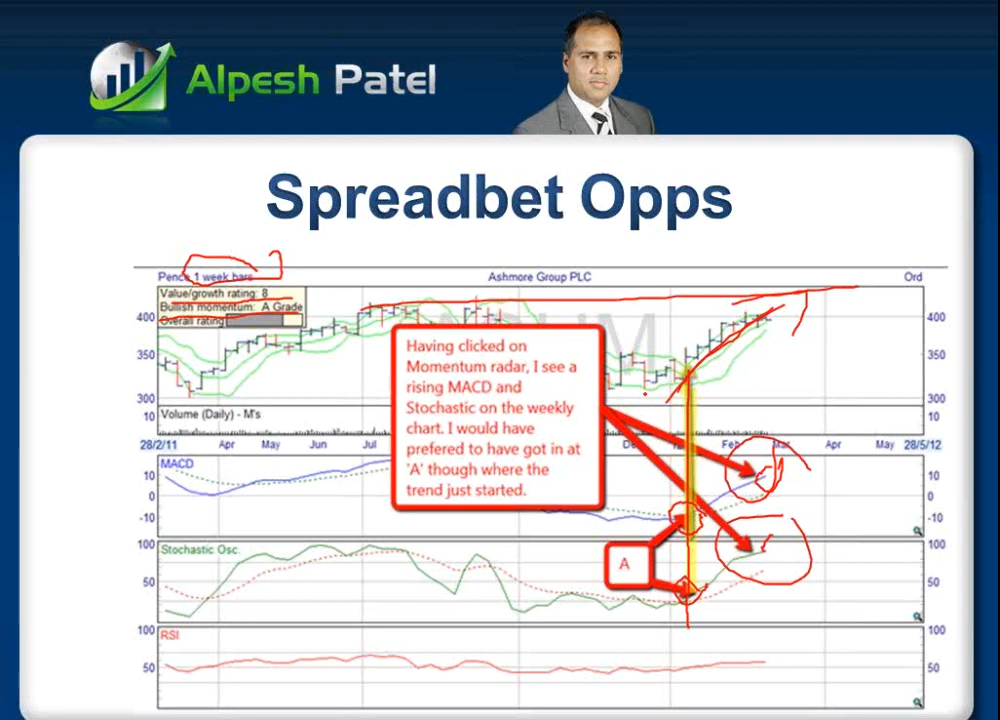 Alpesh Patel
Spreadbet Opps
Pence 1 week bars Ashmore Group PLC Ord
Value/growth rating: 8
Bullish momentum: A Grade
Overall rating
400 400
350 350
300 300
Having clicked on
Momentum radar, I see a
rising MACD and
Stochastic on the weekly
chart. I would have
prefered to have got in at
'A' though where the
trend just started.
10 Volume (Daily) - M's 10
28/2/11 Apr May Jun Jul Feb Mar Apr May 28/5/12
MACD
10 10
0 0
-10 -10
100 Stochastic Osc. 100
50 50
A
100 RSI 100
50 50